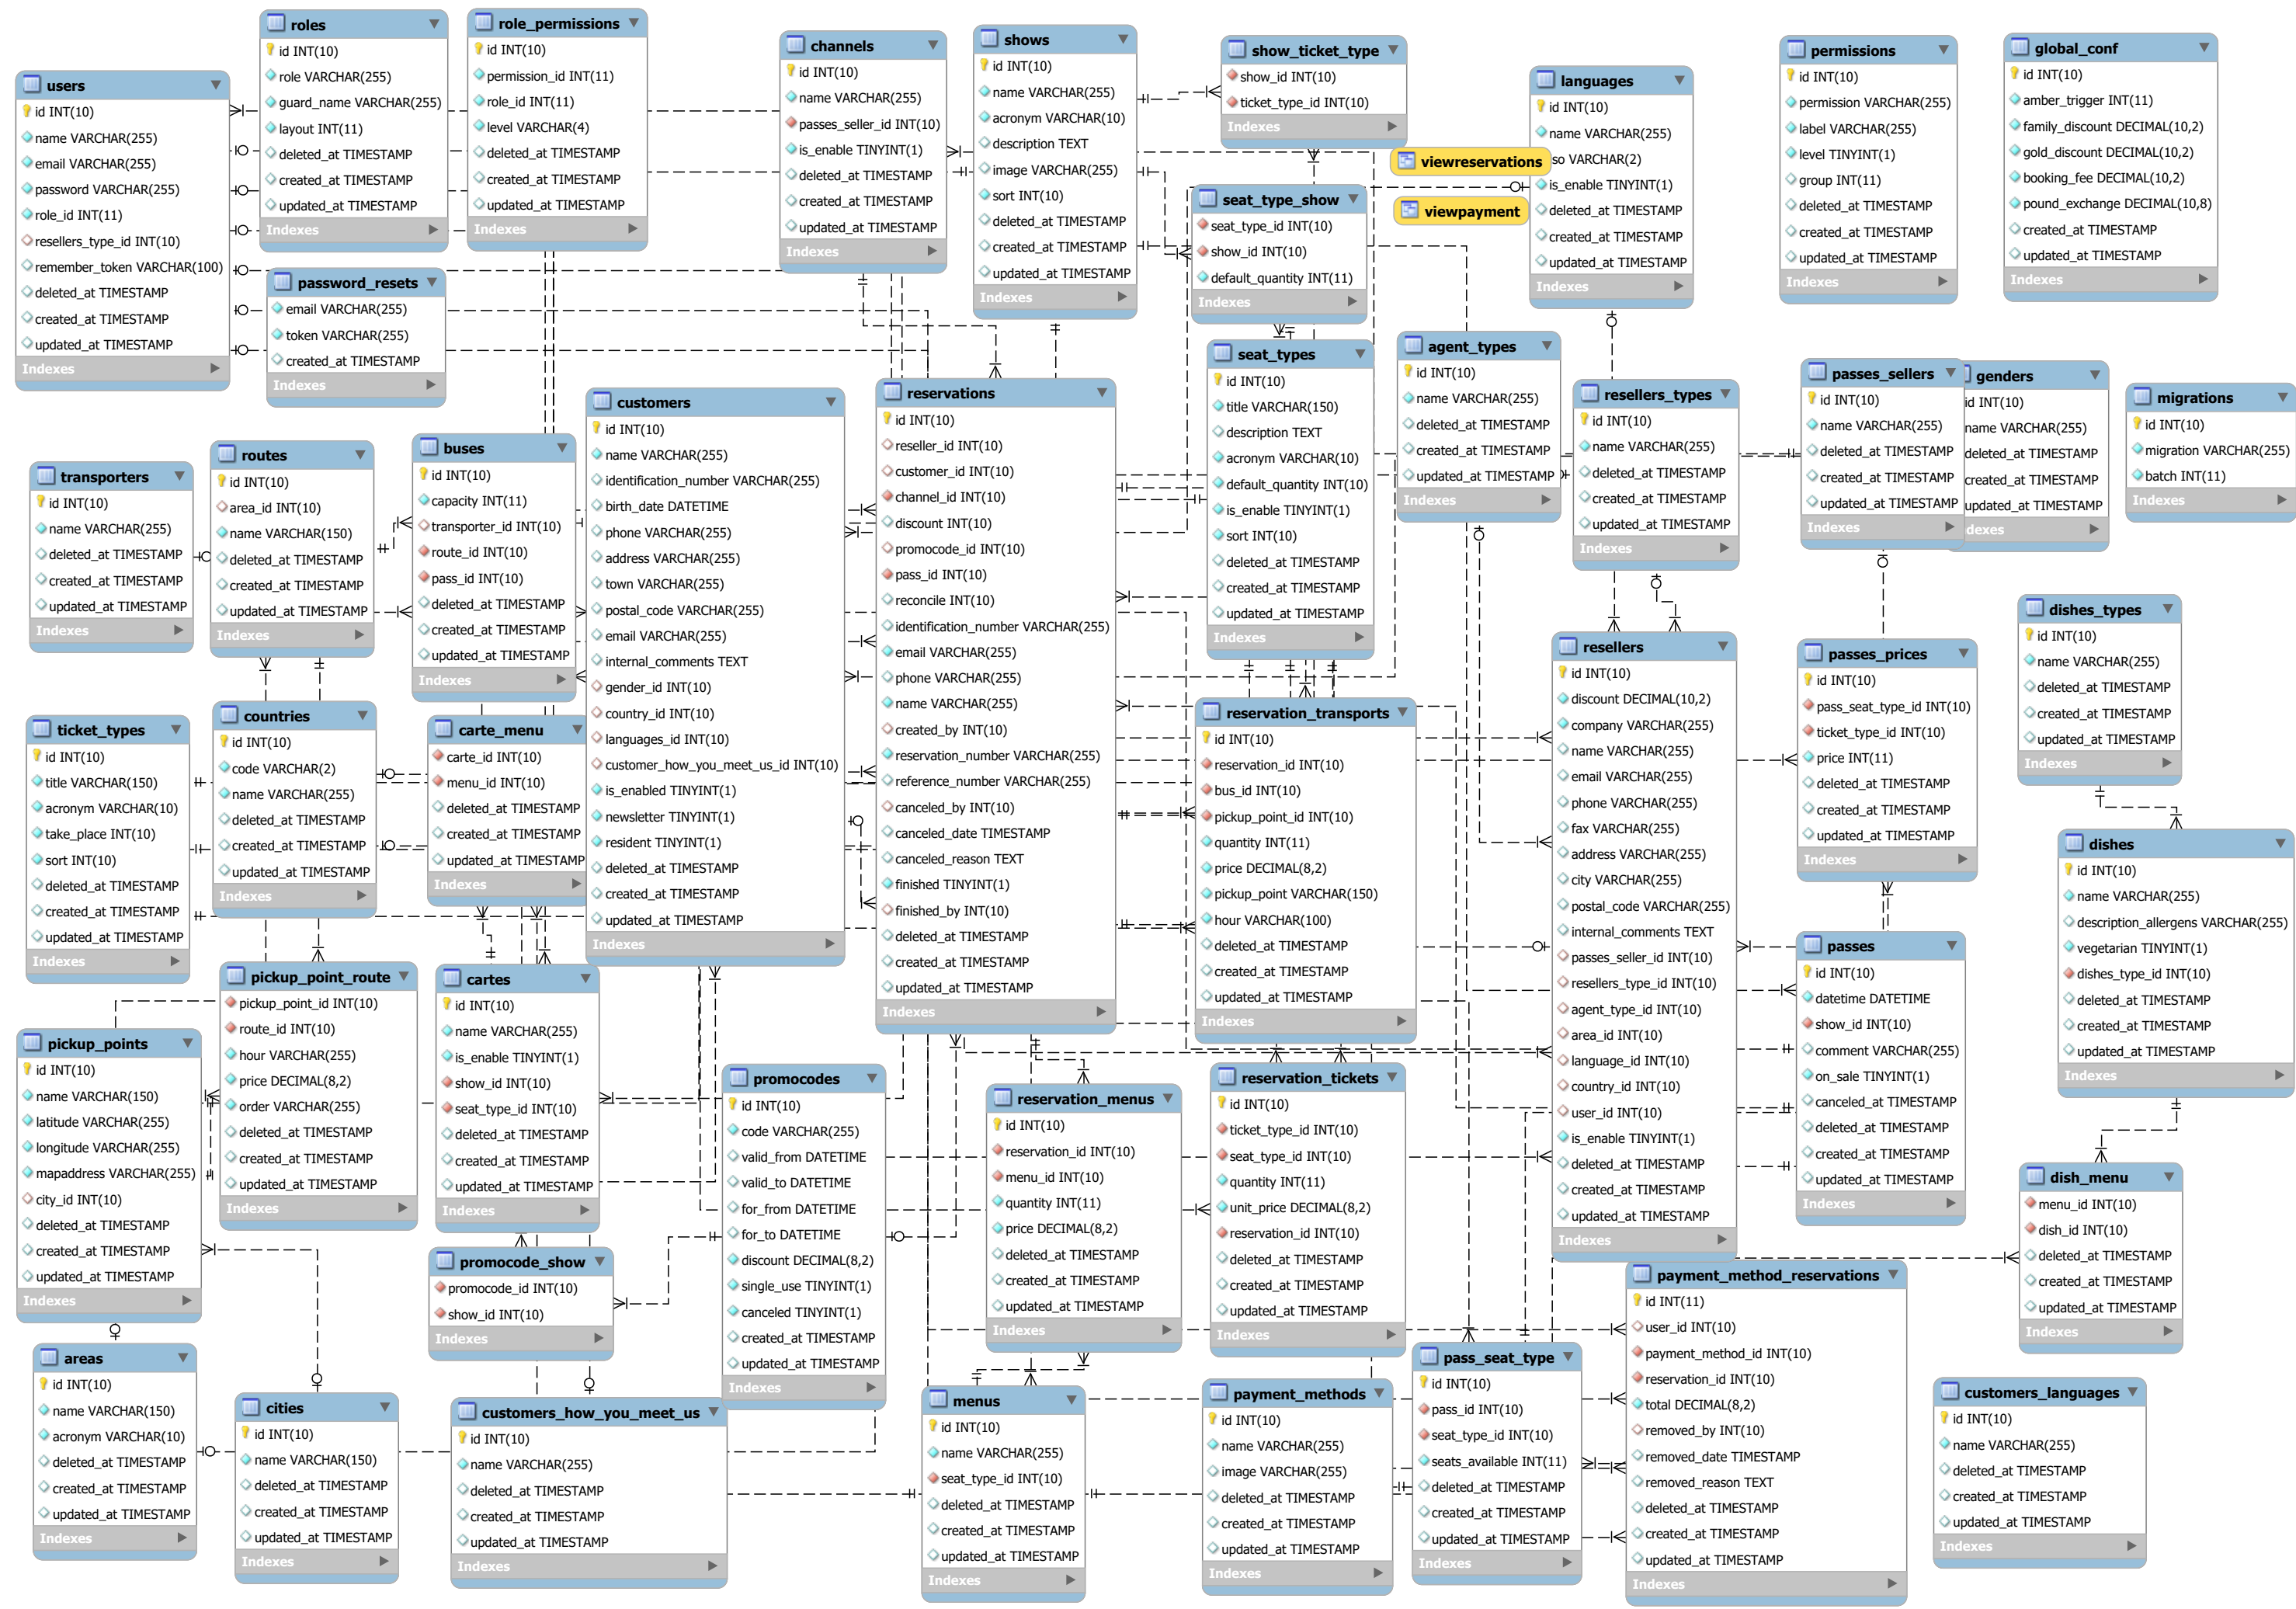 users
id INT(10)
name VARCHAR(255)
email VARCHAR(255)
password VARCHAR(255)
role_id INT(11)
resellers_type_id INT(10)
remember_token VARCHAR(100)
deleted_at TIMESTAMP
created_at TIMESTAMP
updated_at TIMESTAMP
Indexes
roles
id INT(10)
role VARCHAR(255)
guard_name VARCHAR(255)
layout INT(11)
deleted_at TIMESTAMP
created_at TIMESTAMP
updated_at TIMESTAMP
Indexes
role_permissions
id INT(10)
permission_id INT(11)
role_id INT(11)
level VARCHAR(4)
deleted_at TIMESTAMP
created_at TIMESTAMP
updated_at TIMESTAMP
Indexes
password_resets
email VARCHAR(255)
token VARCHAR(255)
created_at TIMESTAMP
Indexes
channels
id INT(10)
name VARCHAR(255)
passes_seller_id INT(10)
is_enable TINYINT(1)
deleted_at TIMESTAMP
created_at TIMESTAMP
updated_at TIMESTAMP
shows
id INT(10)
name VARCHAR(255)
acronym VARCHAR(10)
description TEXT
image VARCHAR(255)
sort INT(10)
deleted_at TIMESTAMP
created_at TIMESTAMP
updated_at TIMESTAMP
Indexes
show_ticket_type
show_id INT(10)
ticket_type_id INT(10)
Indexes
seat_type_show
seat_type_id INT(10)
show_id INT(10)
default_quantity INT(11)
Indexes
viewreservations
viewpayment
languages
id INT(10)
name VARCHAR(255)
so VARCHAR(2)
is_enable TINYINT(1)
deleted_at TIMESTAMP
created_at TIMESTAMP
updated_at TIMESTAMP
Indexes
permissions
id INT(10)
permission VARCHAR(255)
label VARCHAR(255)
level TINYINT(1)
group INT(11)
deleted_at TIMESTAMP
created_at TIMESTAMP
updated_at TIMESTAMP
Indexes
global_conf
id INT(10)
amber_trigger INT(11)
family_discount DECIMAL(10,2)
gold_discount DECIMAL(10,2)
booking_fee DECIMAL(10,2)
pound_exchange DECIMAL(10,8)
created_at TIMESTAMP
updated_at TIMESTAMP
Indexes
transporters
id INT(10)
name VARCHAR(255)
deleted_at TIMESTAMP
created_at TIMESTAMP
updated_at TIMESTAMP
Indexes
routes
id INT(10)
area_id INT(10)
name VARCHAR(150)
deleted_at TIMESTAMP
created_at TIMESTAMP
updated_at TIMESTAMP
Indexes
buses
id INT(10)
capacity INT(11)
transporter_id INT(10)
route_id INT(10)
pass_id INT(10)
deleted_at TIMESTAMP
created_at TIMESTAMP
updated_at TIMESTAMP
Indexes
customers
id INT(10)
name VARCHAR(255)
identification_number VARCHAR(255)
birth_date DATETIME
phone VARCHAR(255)
address VARCHAR(255)
town VARCHAR(255)
postal_code VARCHAR(255)
email VARCHAR(255)
internal_comments TEXT
gender_id INT(10)
country_id INT(10)
languages_id INT(10)
customer_how_you_meet_us_id INT(10)
is_enabled TINYINT(1)
newsletter TINYINT(1)
resident TINYINT(1)
deleted_at TIMESTAMP
created_at TIMESTAMP
updated_at TIMESTAMP
Indexes
reservations
id INT(10)
reseller_id INT(10)
customer_id INT(10)
channel_id INT(10)
discount INT(10)
promocode_id INT(10)
pass_id INT(10)
reconcile INT(10)
identification_number VARCHAR(255)
email VARCHAR(255)
phone VARCHAR(255)
name VARCHAR(255)
created_by INT(10)
reservation_number VARCHAR(255)
reference_number VARCHAR(255)
canceled_by INT(10)
canceled_date TIMESTAMP
canceled_reason TEXT
finished TINYINT(1)
finished_by INT(10)
deleted_at TIMESTAMP
created_at TIMESTAMP
updated_at TIMESTAMP
Indexes
seat_types
id INT(10)
title VARCHAR(150)
description TEXT
acronym VARCHAR(10)
default_quantity INT(10)
is_enable TINYINT(1)
sort INT(10)
deleted_at TIMESTAMP
created_at TIMESTAMP
updated_at TIMESTAMP
Indexes
agent_types
id INT(10)
name VARCHAR(255)
deleted_at TIMESTAMP
created_at TIMESTAMP
updated_at TIMESTAMP
Indexes
resellers_types
id INT(10)
name VARCHAR(255)
deleted_at TIMESTAMP
created_at TIMESTAMP
updated_at TIMESTAMP
Indexes
passes_sellers
id INT(10)
name VARCHAR(255)
deleted_at TIMESTAMP
created_at TIMESTAMP
updated_at TIMESTAMP
Indexes
genders
id INT(10)
name VARCHAR(255)
deleted_at TIMESTAMP
created_at TIMESTAMP
updated_at TIMESTAMP
Indexes
migrations
id INT(10)
migration VARCHAR(255)
batch INT(11)
Indexes
ticket_types
id INT(10)
title VARCHAR(150)
acronym VARCHAR(10)
take_place INT(10)
sort INT(10)
deleted_at TIMESTAMP
created_at TIMESTAMP
updated_at TIMESTAMP
Indexes
countries
id INT(10)
code VARCHAR(2)
name VARCHAR(255)
deleted_at TIMESTAMP
created_at TIMESTAMP
updated_at TIMESTAMP
Indexes
carte_menu
carte_id INT(10)
menu_id INT(10)
deleted_at TIMESTAMP
created_at TIMESTAMP
updated_at TIMESTAMP
Indexes
reservation_transports
id INT(10)
reservation_id INT(10)
bus_id INT(10)
pickup_point_id INT(10)
quantity INT(11)
price DECIMAL(8,2)
pickup_point VARCHAR(150)
hour VARCHAR(100)
deleted_at TIMESTAMP
created_at TIMESTAMP
updated_at TIMESTAMP
Indexes
resellers
id INT(10)
discount DECIMAL(10,2)
company VARCHAR(255)
name VARCHAR(255)
email VARCHAR(255)
phone VARCHAR(255)
fax VARCHAR(255)
address VARCHAR(255)
city VARCHAR(255)
postal_code VARCHAR(255)
internal_comments TEXT
passes_seller_id INT(10)
resellers_type_id INT(10)
agent_type_id INT(10)
area_id INT(10)
language_id INT(10)
country_id INT(10)
user_id INT(10)
is_enable TINYINT(1)
deleted_at TIMESTAMP
created_at TIMESTAMP
updated_at TIMESTAMP
Indexes
passes_prices
id INT(10)
pass_seat_type_id INT(10)
ticket_type_id INT(10)
price INT(11)
deleted_at TIMESTAMP
created_at TIMESTAMP
updated_at TIMESTAMP
Indexes
dishes_types
id INT(10)
name VARCHAR(255)
deleted_at TIMESTAMP
created_at TIMESTAMP
updated_at TIMESTAMP
Indexes
dishes
id INT(10)
name VARCHAR(255)
description_allergens VARCHAR(255)
vegetarian TINYINT(1)
dishes_type_id INT(10)
deleted_at TIMESTAMP
created_at TIMESTAMP
updated_at TIMESTAMP
Indexes
passes
id INT(10)
datetime DATETIME
show_id INT(10)
comment VARCHAR(255)
on_sale TINYINT(1)
canceled_at TIMESTAMP
deleted_at TIMESTAMP
created_at TIMESTAMP
updated_at TIMESTAMP
Indexes
pickup_points
id INT(10)
name VARCHAR(150)
latitude VARCHAR(255)
longitude VARCHAR(255)
mapaddress VARCHAR(255)
city_id INT(10)
deleted_at TIMESTAMP
created_at TIMESTAMP
updated_at TIMESTAMP
Indexes
pickup_point_route
pickup_point_id INT(10)
route_id INT(10)
hour VARCHAR(255)
price DECIMAL(8,2)
order VARCHAR(255)
deleted_at TIMESTAMP
created_at TIMESTAMP
updated_at TIMESTAMP
Indexes
cartes
id INT(10)
name VARCHAR(255)
is_enable TINYINT(1)
show_id INT(10)
seat_type_id INT(10)
deleted_at TIMESTAMP
created_at TIMESTAMP
updated_at TIMESTAMP
Indexes
promocodes
id INT(10)
code VARCHAR(255)
valid_from DATETIME
valid_to DATETIME
for_from DATETIME
for_to DATETIME
discount DECIMAL(8,2)
single_use TINYINT(1)
canceled TINYINT(1)
created_at TIMESTAMP
updated_at TIMESTAMP
reservation_menus
id INT(10)
reservation_id INT(10)
menu_id INT(10)
quantity INT(11)
price DECIMAL(8,2)
deleted_at TIMESTAMP
created_at TIMESTAMP
updated_at TIMESTAMP
Indexes
reservation_tickets
id INT(10)
ticket_type_id INT(10)
seat_type_id INT(10)
quantity INT(11)
unit_price DECIMAL(8,2)
reservation_id INT(10)
deleted_at TIMESTAMP
created_at TIMESTAMP
updated_at TIMESTAMP
Indexes
dish_menu
menu_id INT(10)
dish_id INT(10)
deleted_at TIMESTAMP
created_at TIMESTAMP
updated_at TIMESTAMP
Indexes
promocode_show
promocode_id INT(10)
show_id INT(10)
Indexes
payment_method_reservations
id INT(11)
user_id INT(10)
payment_method_id INT(10)
reservation_id INT(10)
total DECIMAL(8,2)
removed_by INT(10)
removed_date TIMESTAMP
removed_reason TEXT
deleted_at TIMESTAMP
created_at TIMESTAMP
updated_at TIMESTAMP
Indexes
areas
id INT(10)
name VARCHAR(150)
acronym VARCHAR(10)
deleted_at TIMESTAMP
created_at TIMESTAMP
updated_at TIMESTAMP
Indexes
cities
id INT(10)
name VARCHAR(150)
deleted_at TIMESTAMP
created_at TIMESTAMP
updated_at TIMESTAMP
Indexes
customers_how_you_meet_us
id INT(10)
name VARCHAR(255)
deleted_at TIMESTAMP
created_at TIMESTAMP
updated_at TIMESTAMP
Indexes
menus
id INT(10)
name VARCHAR(255)
seat_type_id INT(10)
deleted_at TIMESTAMP
created_at TIMESTAMP
updated_at TIMESTAMP
Indexes
payment_methods
id INT(10)
name VARCHAR(255)
image VARCHAR(255)
deleted_at TIMESTAMP
created_at TIMESTAMP
updated_at TIMESTAMP
Indexes
pass_seat_type
id INT(10)
pass_id INT(10)
seat_type_id INT(10)
seats_available INT(11)
deleted_at TIMESTAMP
created_at TIMESTAMP
updated_at TIMESTAMP
Indexes
customers_languages
id INT(10)
name VARCHAR(255)
deleted_at TIMESTAMP
created_at TIMESTAMP
updated_at TIMESTAMP
Indexes